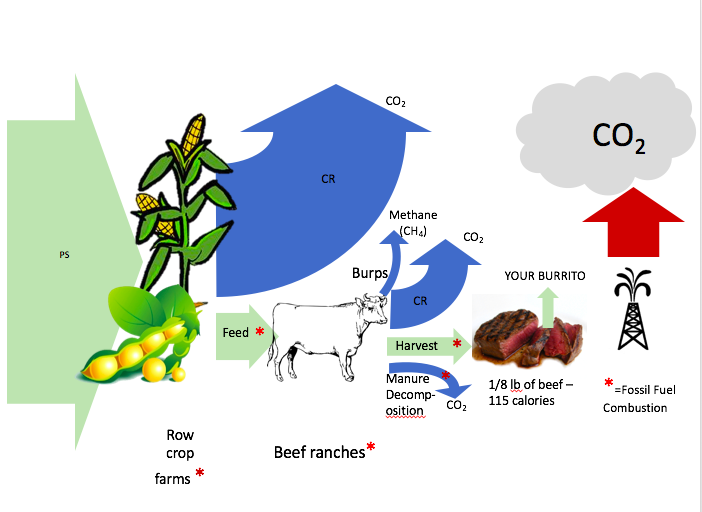 CO₂
CO₂
CR
Methane
(CH₄)
CO₂
PS
Burps
YOUR BURRITO
CR
Feed *
Harvest *
Manure *
Decomp-
osition
CO₂
1/8 lb of beef –
115 calories
*=Fossil Fuel
Combustion
Row
crop
farms *
Beef ranches*